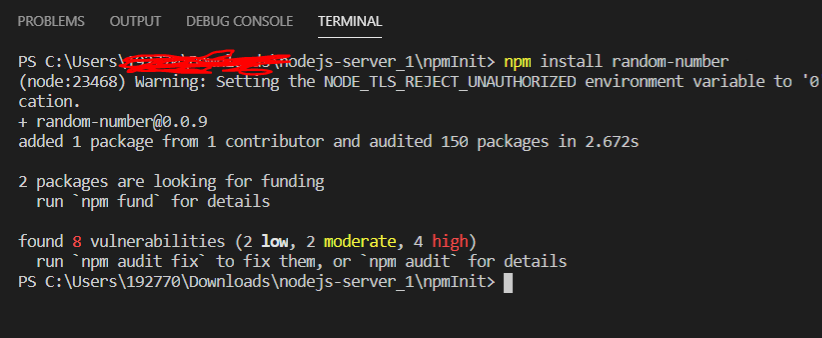 PROBLEMS OUTPUT DEBUG CONSOLE TERMINAL
PS C:\Users\ \nodejs-server_1\npmInit> npm install random-number
(node:23468) Warning: Setting the NODE_TLS_REJECT_UNAUTHORIZED environment variable to '0
cation.
+ random-number@0.0.9
added 1 package from 1 contributor and audited 150 packages in 2.672s
2 packages are looking for funding
run `npm fund` for details
found 8 vulnerabilities (2 low, 2 moderate, 4 high)
run `npm audit fix` to fix them, or `npm audit` for details
PS C:\Users\192770\Downloads\nodejs-server_1\npmInit>